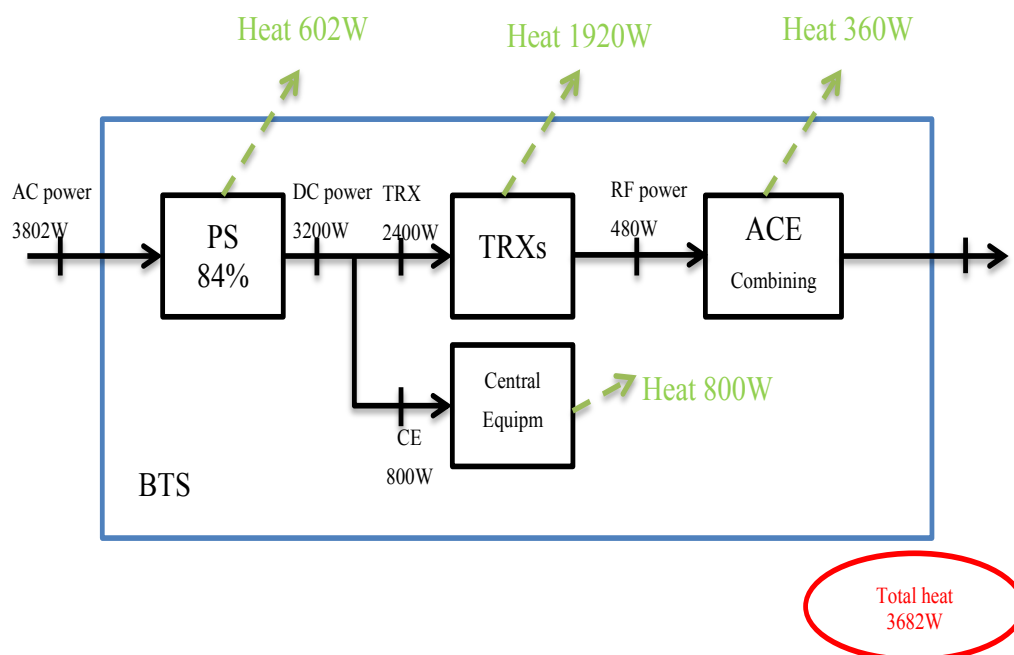 Heat 602W
Heat 1920W
Heat 360W
AC power
3802W
PS
84%
DC power
3200W
TRX
2400W
TRXs
RF power
480W
ACE
Combining
Central
Equipm
Heat 800W
CE
800W
BTS
Total heat
3682W